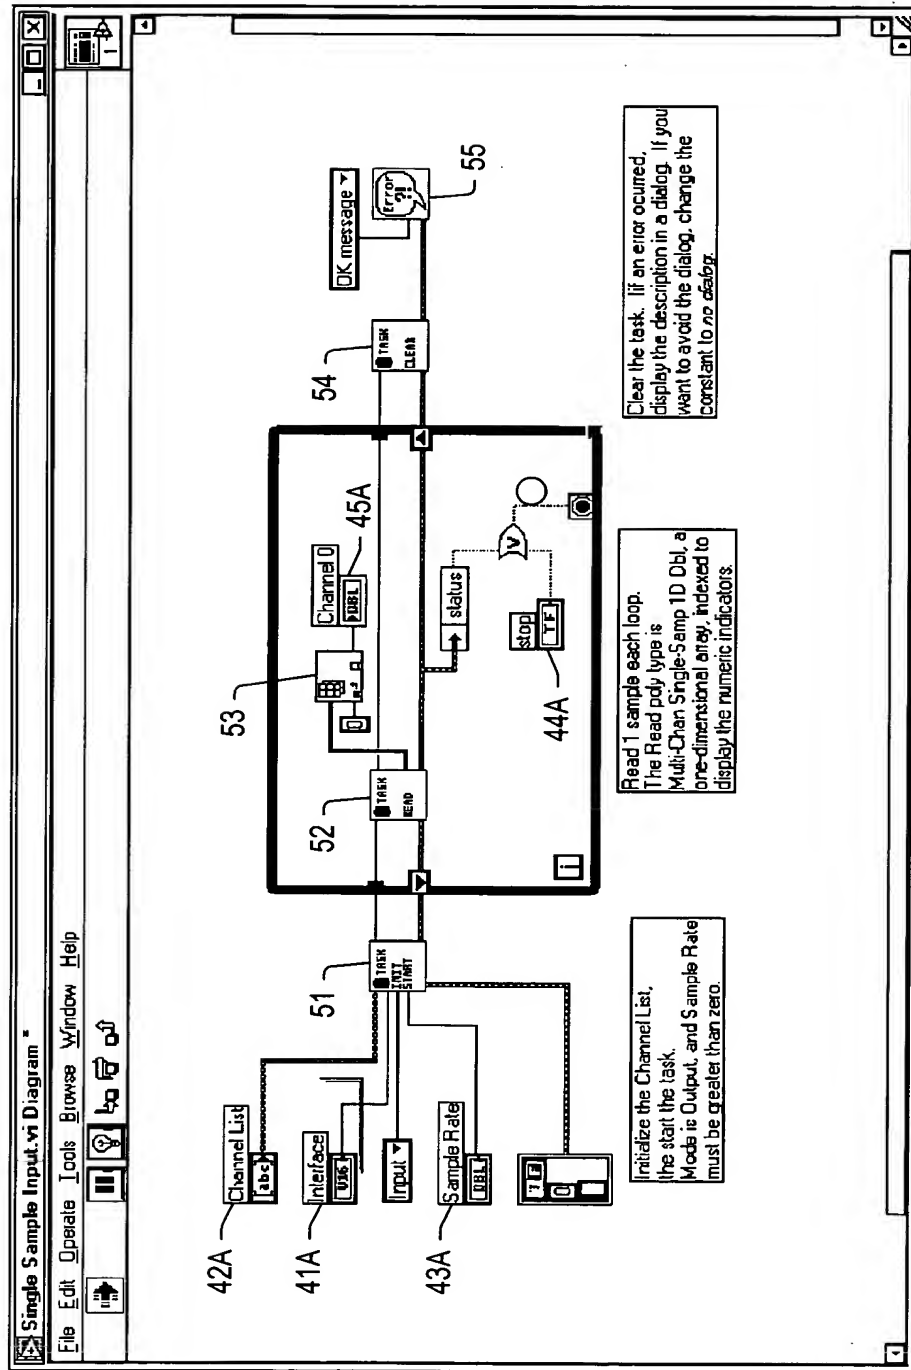 Single Sample Input.vi Diagram *
File Edit Operate Tools Browse Window Help
1
42A
Channel List
abc
41A
Interface
U16
Input
43A
Sample Rate
DBL
TF
0
51
TASK
INIT
START
52
TASK
READ
53
0
Channel 0
DBL
45A
status
stop
TF
44A
V
i
54
TASK
CLEAR
OK message
Error
?!
55
Initialize the Channel List,
the start the task.
Mode is Output, and Sample Rate
must be greater than zero.
Read 1 sample each loop.
The Read poly type is
Multi-Chan Single-Samp 1D Dbl, a
one-dimensional array, indexed to
display the numeric indicators.
Clear the task. Iif an error ocurred,
display the description in a dialog. If you
want to avoid the dialog, change the
constant to no dialog.